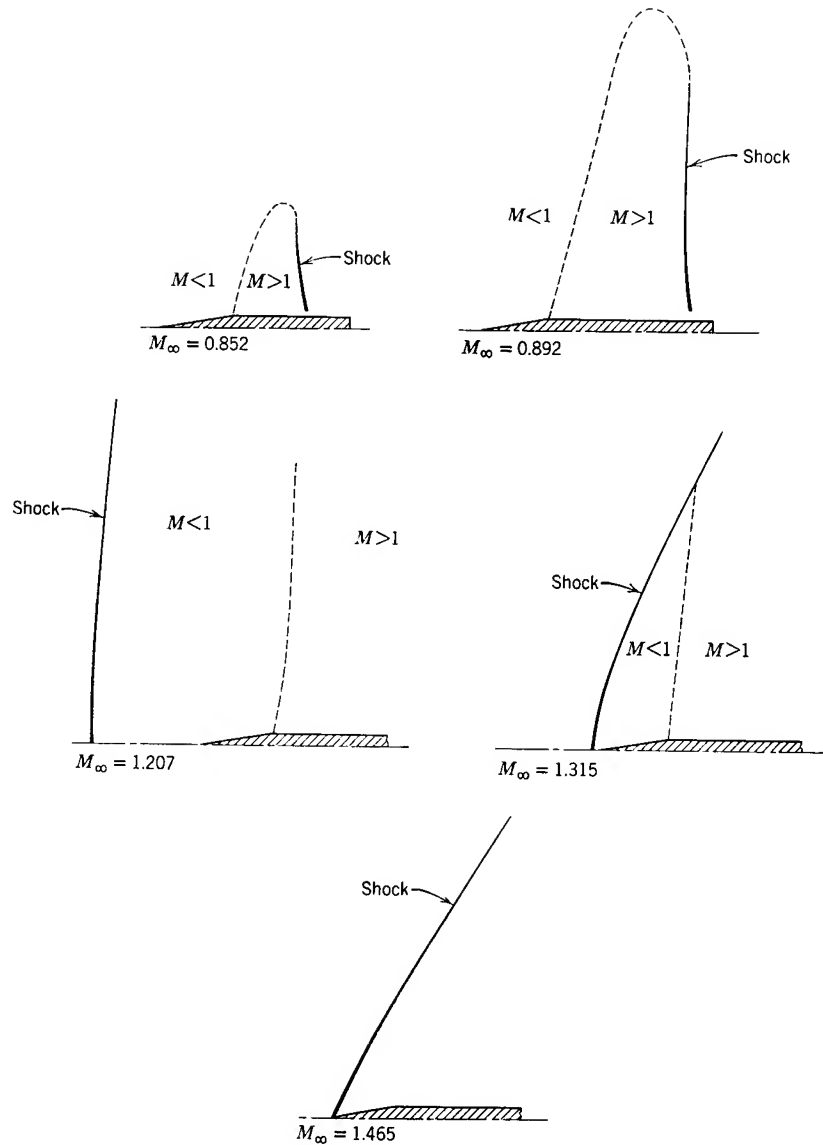 Shock
M<1
M>1
M∞ = 0.852
Shock
M<1
M>1
M∞ = 0.892
Shock
M<1
M>1
M∞ = 1.207
Shock
M<1
M>1
M∞ = 1.315
Shock
M∞ = 1.465